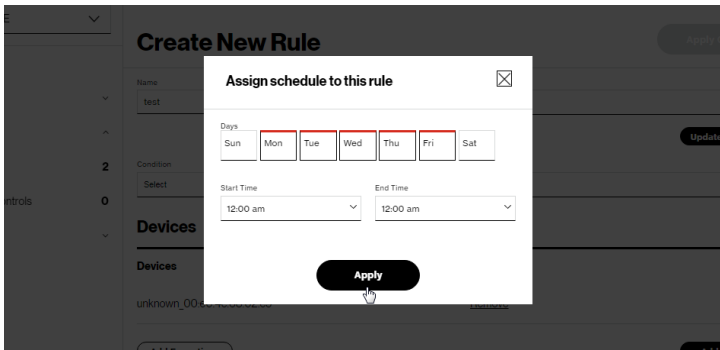 E
Create New Rule
Apply
Assign schedule to this rule
Name
test
Days
Sun Mon Tue Wed Thu Fri Sat
Update
2
Condition
Select
Start Time End Time
12:00 am 12:00 am
ontrols 0
Devices
Devices
Apply
unknown_00:
Remove